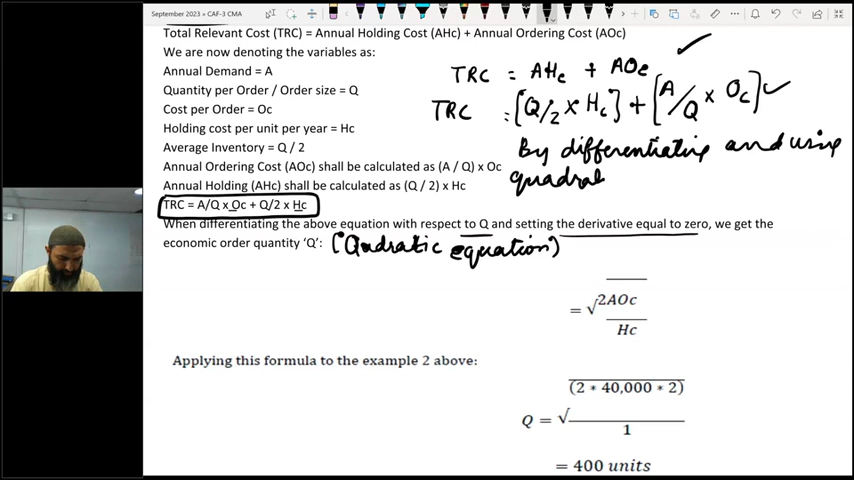 September 2023 × CAF-3 CMA
Total Relevant Cost (TRC) = Annual Holding Cost (AHc) + Annual Ordering Cost (AOc)
We are now denoting the variables as:
Annual Demand = A
Quantity per Order / Order size = Q
Cost per Order = Oc
Holding cost per unit per year = Hc
Average Inventory = Q / 2
Annual Ordering Cost (AOc) shall be calculated as (A / Q) x Oc
Annual Holding (AHc) shall be calculated as (Q / 2) x Hc
TRC = A/Q x Oc + Q/2 x Hc
When differentiating the above equation with respect to Q and setting the derivative equal to zero, we get the
economic order quantity 'Q': (Qadratic equation)
TRC = AHc + AOc
TRC = [Q/2 x Hc] + [A/Q x Oc]
By differentiating and using
quadrat
= √2AOc
Hc
Applying this formula to the example 2 above:
(2 * 40,000 * 2)
Q = √
1
= 400 units